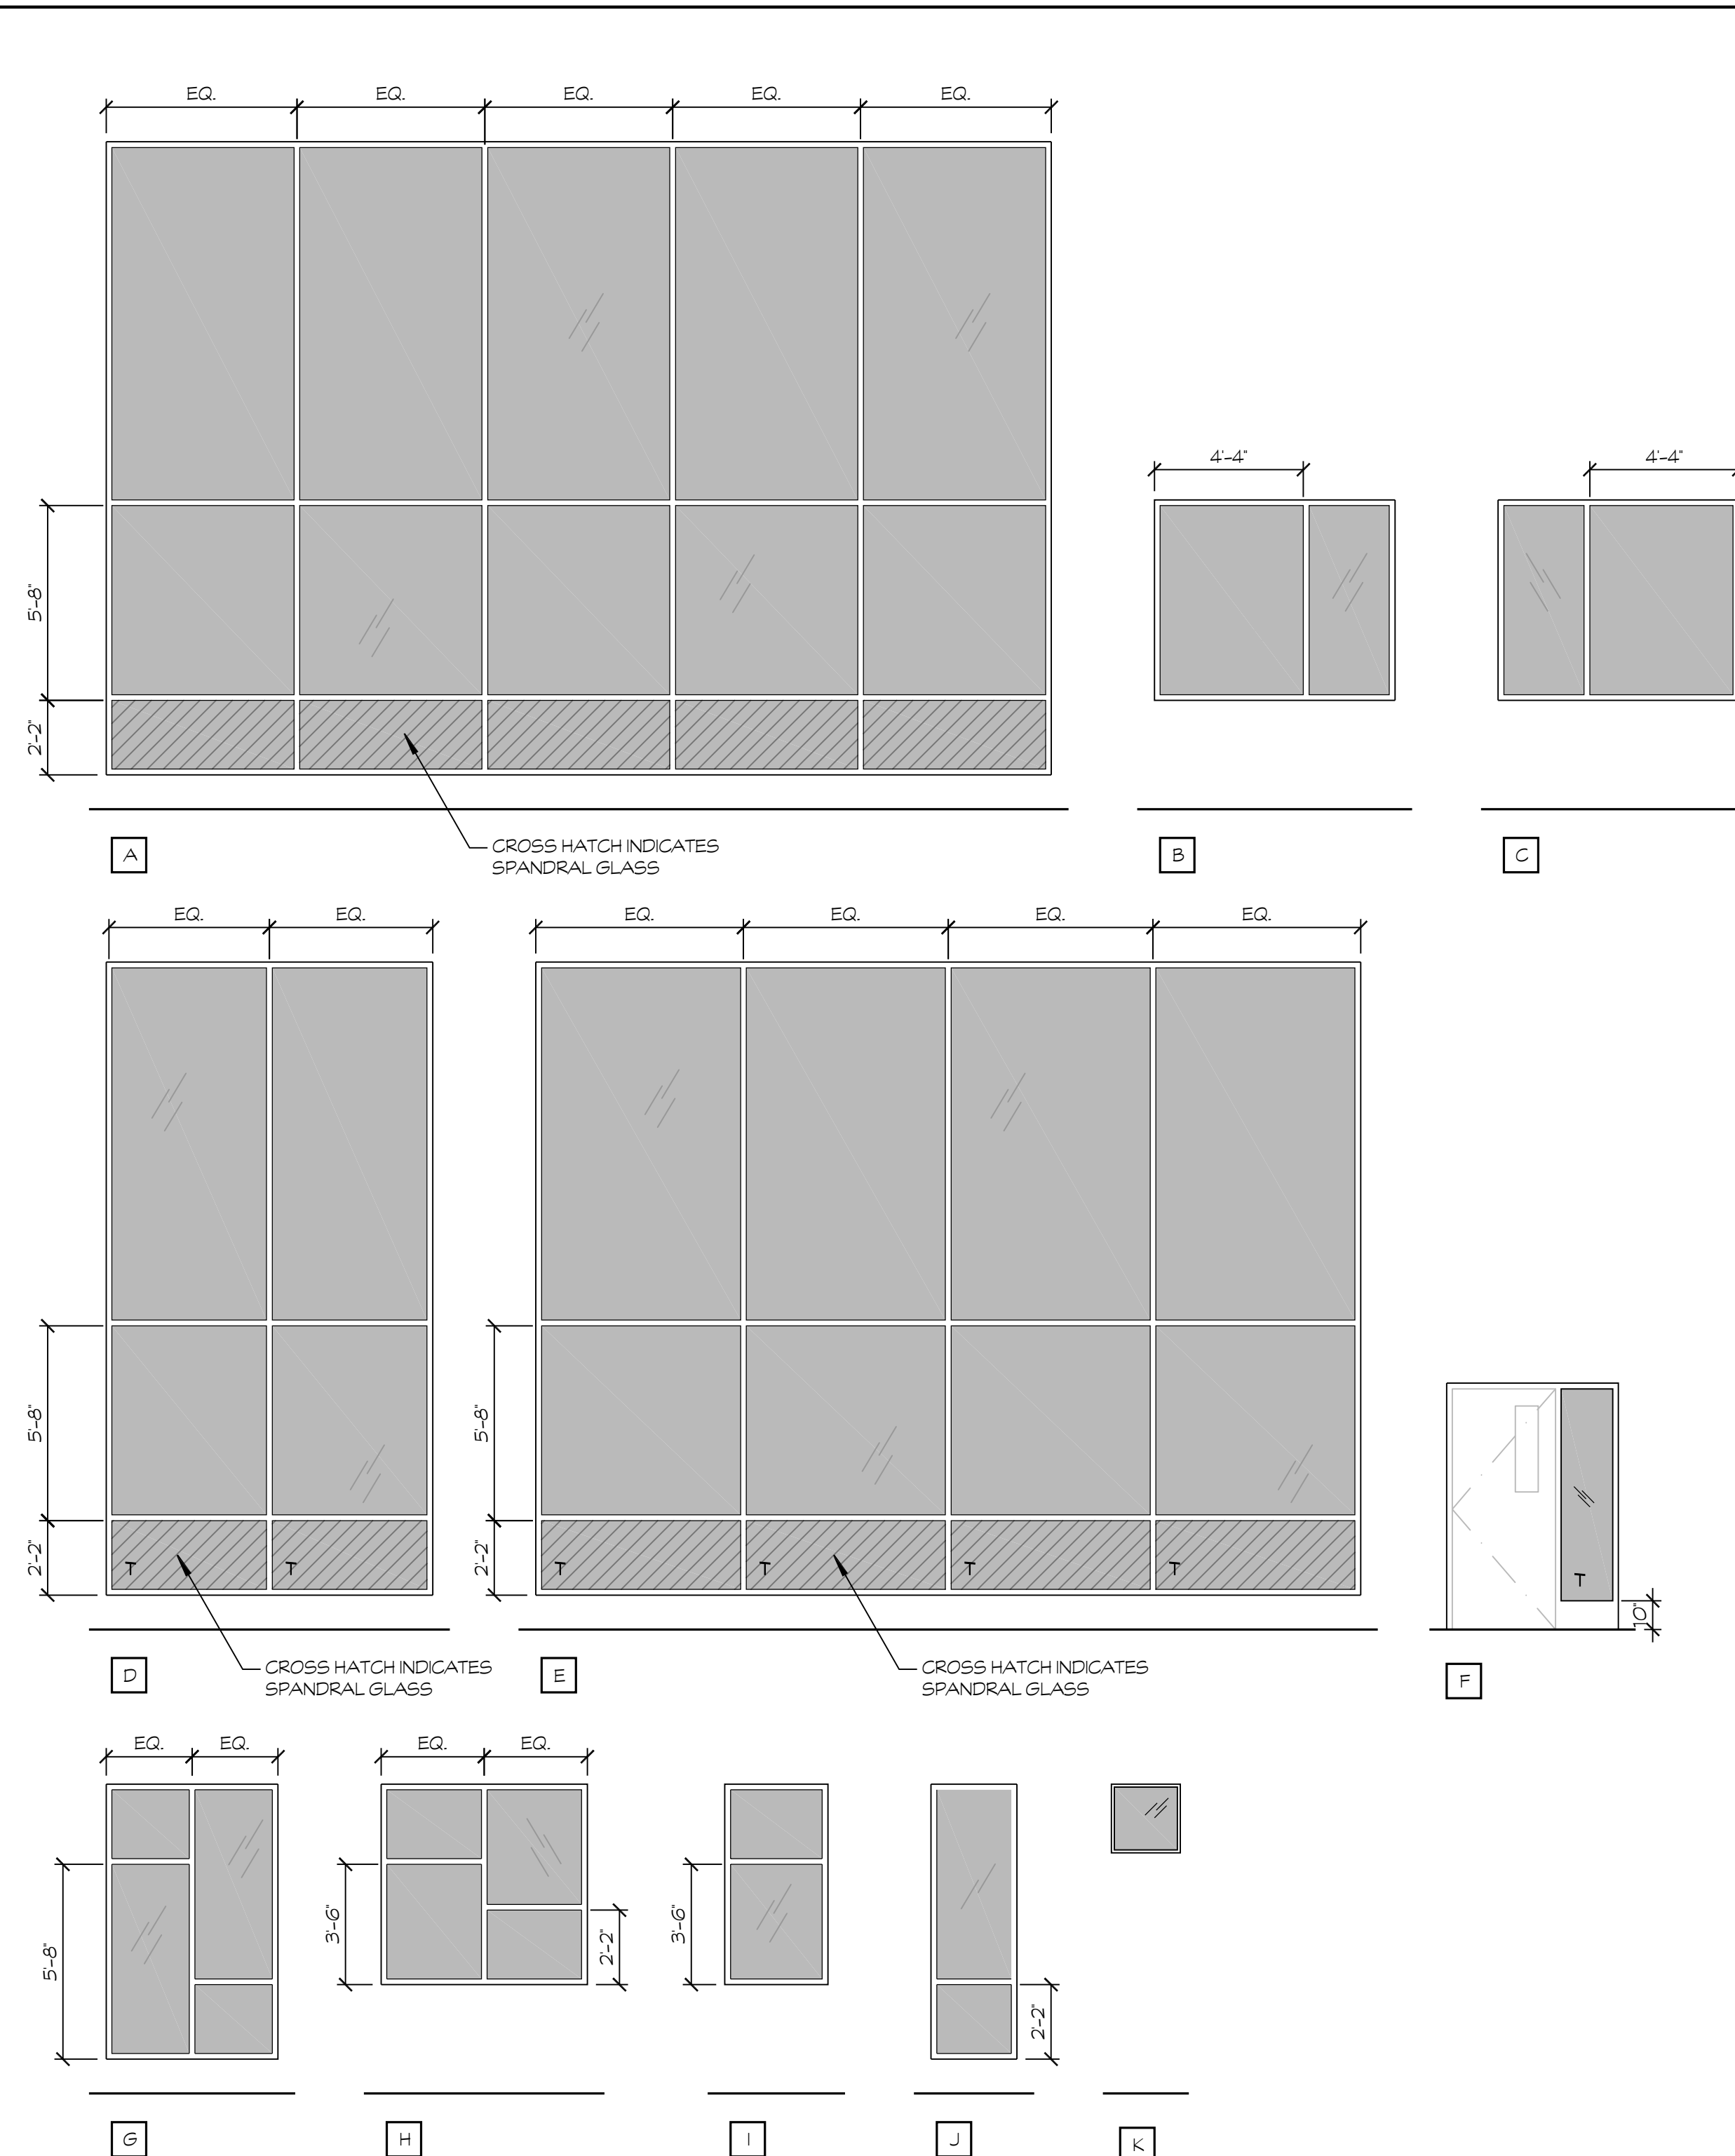 EQ. EQ. EQ. EQ. EQ.
4'-4" 4'-4"
5'-8"
2'-2"
CROSS HATCH INDICATES
SPANDRAL GLASS
A B C
EQ. EQ. EQ. EQ. EQ. EQ.
5'-8" 5'-8"
2'-2" T T 2'-2" T T T T T 10"
CROSS HATCH INDICATES
SPANDRAL GLASS
CROSS HATCH INDICATES
SPANDRAL GLASS
D E F
EQ. EQ. EQ. EQ.
5'-8" 3'-6" 2'-2" 3'-6" 2'-2"
G H I J K